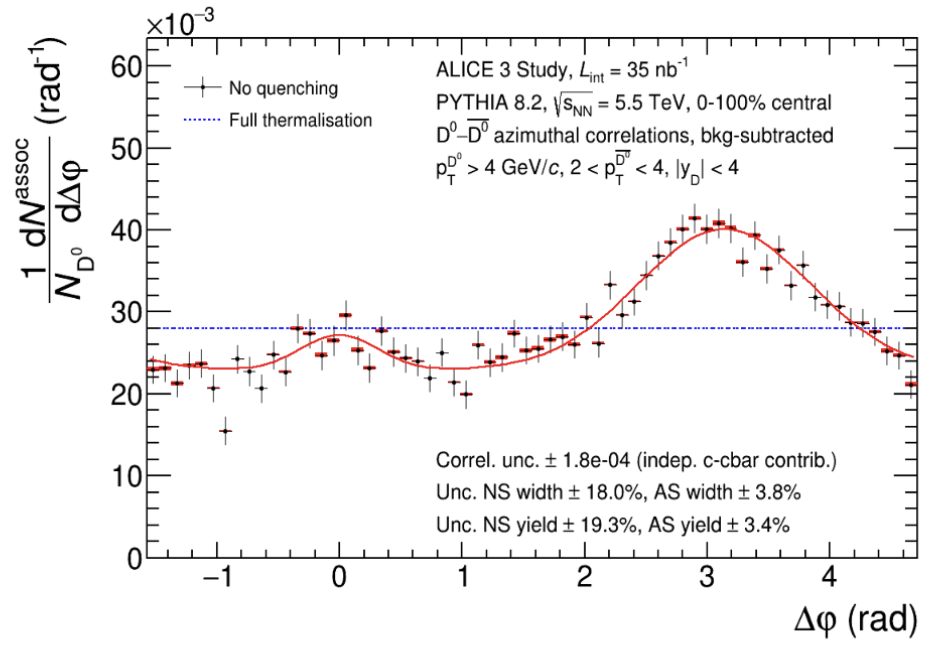 ×10⁻³
1 dN^assoc
N_D⁰ dΔφ (rad⁻¹)
60
50
40
30
20
10
0
No quenching
Full thermalisation
ALICE 3 Study, L_int = 35 nb⁻¹
PYTHIA 8.2, √s_NN = 5.5 TeV, 0-100% central
D⁰–D̅⁰ azimuthal correlations, bkg-subtracted
p_T^D⁰ > 4 GeV/c, 2 < p_T^D̅⁰ < 4, |y_D| < 4
Correl. unc. ± 1.8e-04 (indep. c-cbar contrib.)
Unc. NS width ± 18.0%, AS width ± 3.8%
Unc. NS yield ± 19.3%, AS yield ± 3.4%
−1 0 1 2 3 4
Δφ (rad)